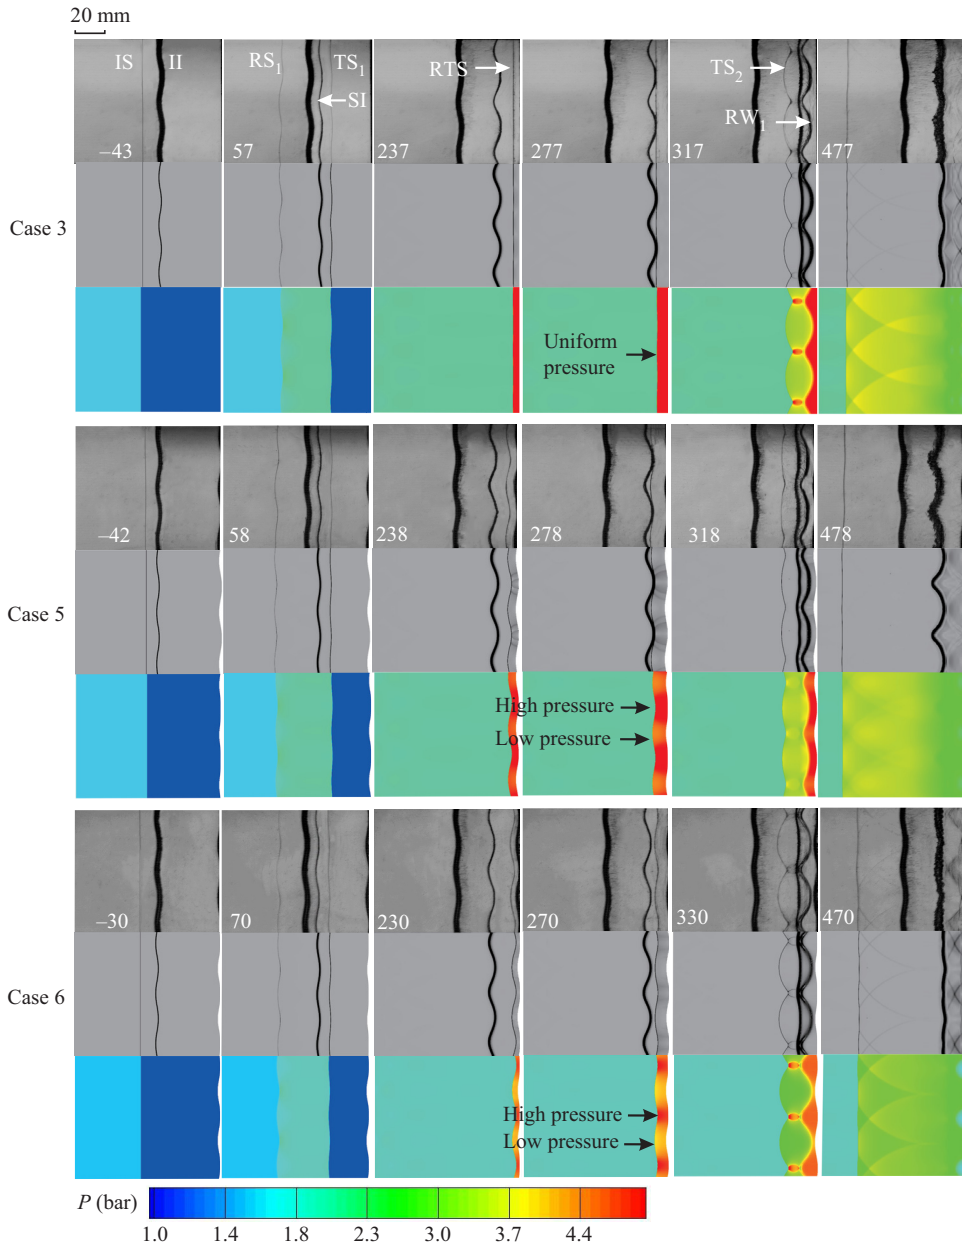 20 mm
IS II RS₁ TS₁ RTS TS₂
SI RW₁
–43 57 237 277 317 477
Case 3
Uniform
pressure
–42 58 238 278 318 478
Case 5
High pressure
Low pressure
–30 70 230 270 330 470
Case 6
High pressure
Low pressure
P (bar)
1.0 1.4 1.8 2.3 3.0 3.7 4.4